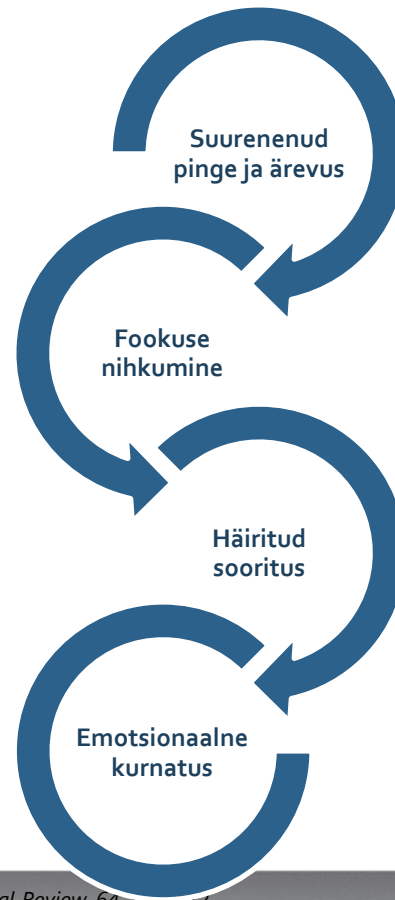 Suurenenud
pinge ja ärevus
Fookuse
nihkumine
Häiritud
sooritus
Emotsionaalne
kurnatus
al Review, 64